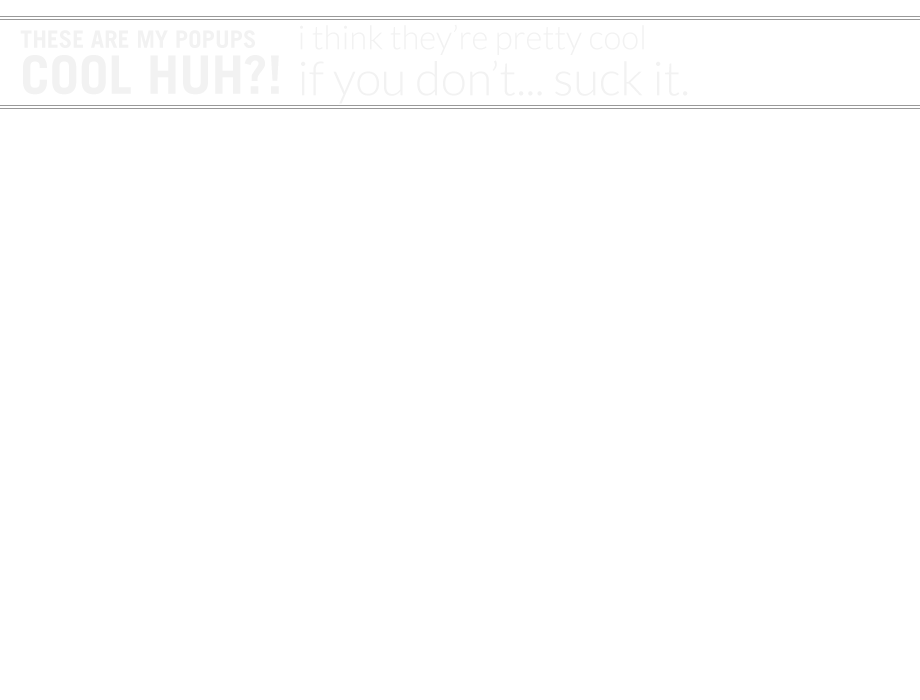 THESE ARE MY POPUPS
COOL HUH?!
i think they're pretty cool
if you don't... suck it.